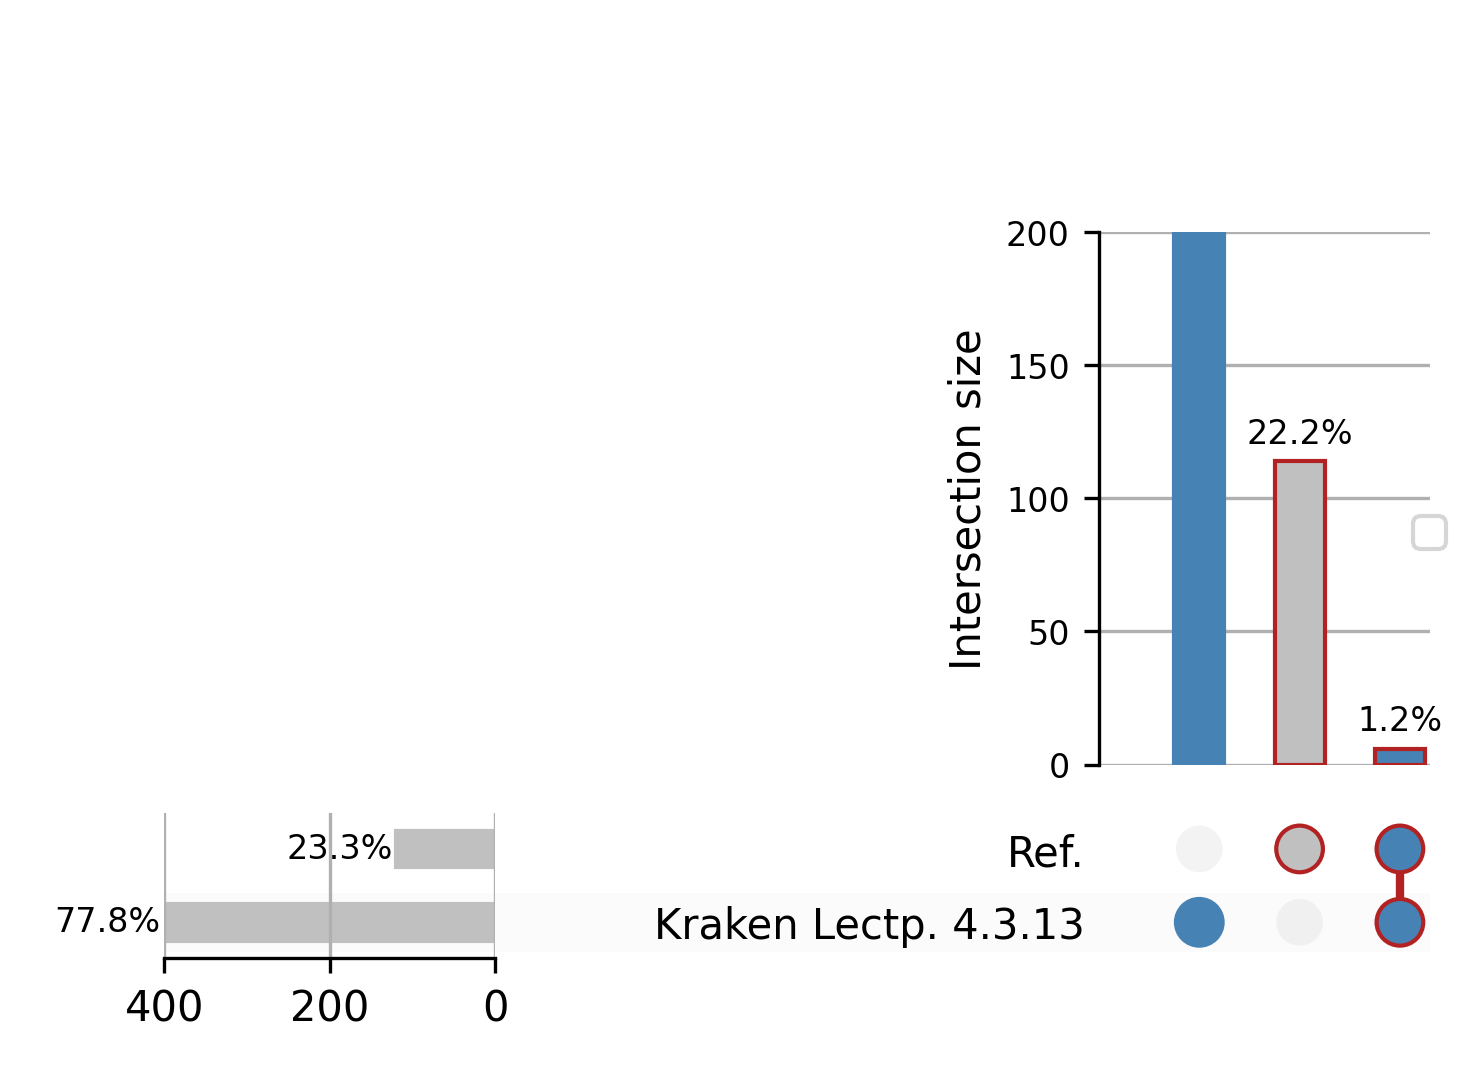 200
150
100
50
0
Intersection size
22.2%
1.2%
Ref.
Kraken Lectp. 4.3.13
23.3%
77.8%
400 200 0